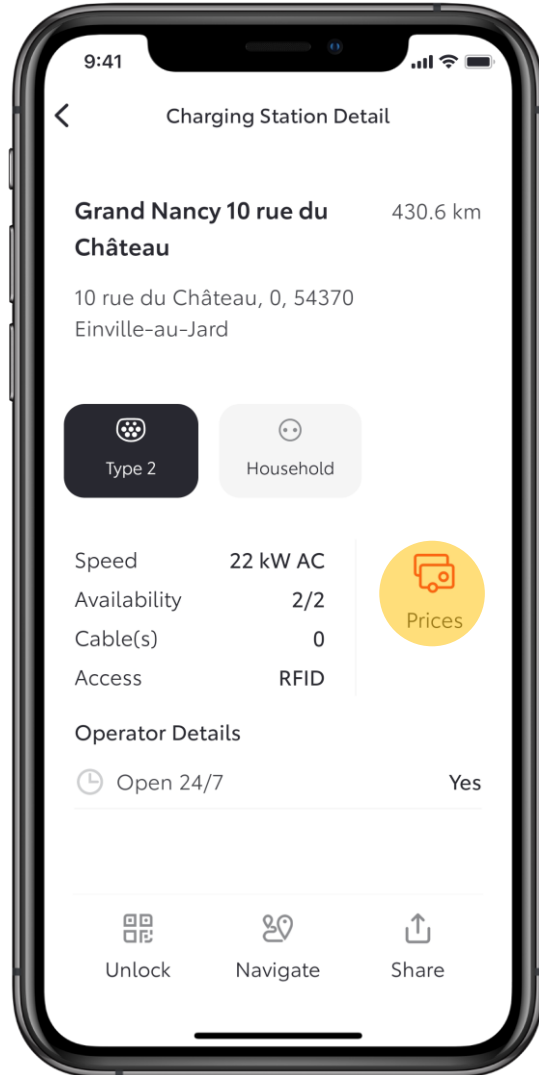 9:41
Charging Station Detail
Grand Nancy 10 rue du
Château
430.6 km
10 rue du Château, 0, 54370
Einville-au-Jard
Type 2
Household
Speed 22 kW AC
Availability 2/2
Cable(s) 0
Access RFID
Prices
Operator Details
Open 24/7 Yes
Unlock Navigate Share